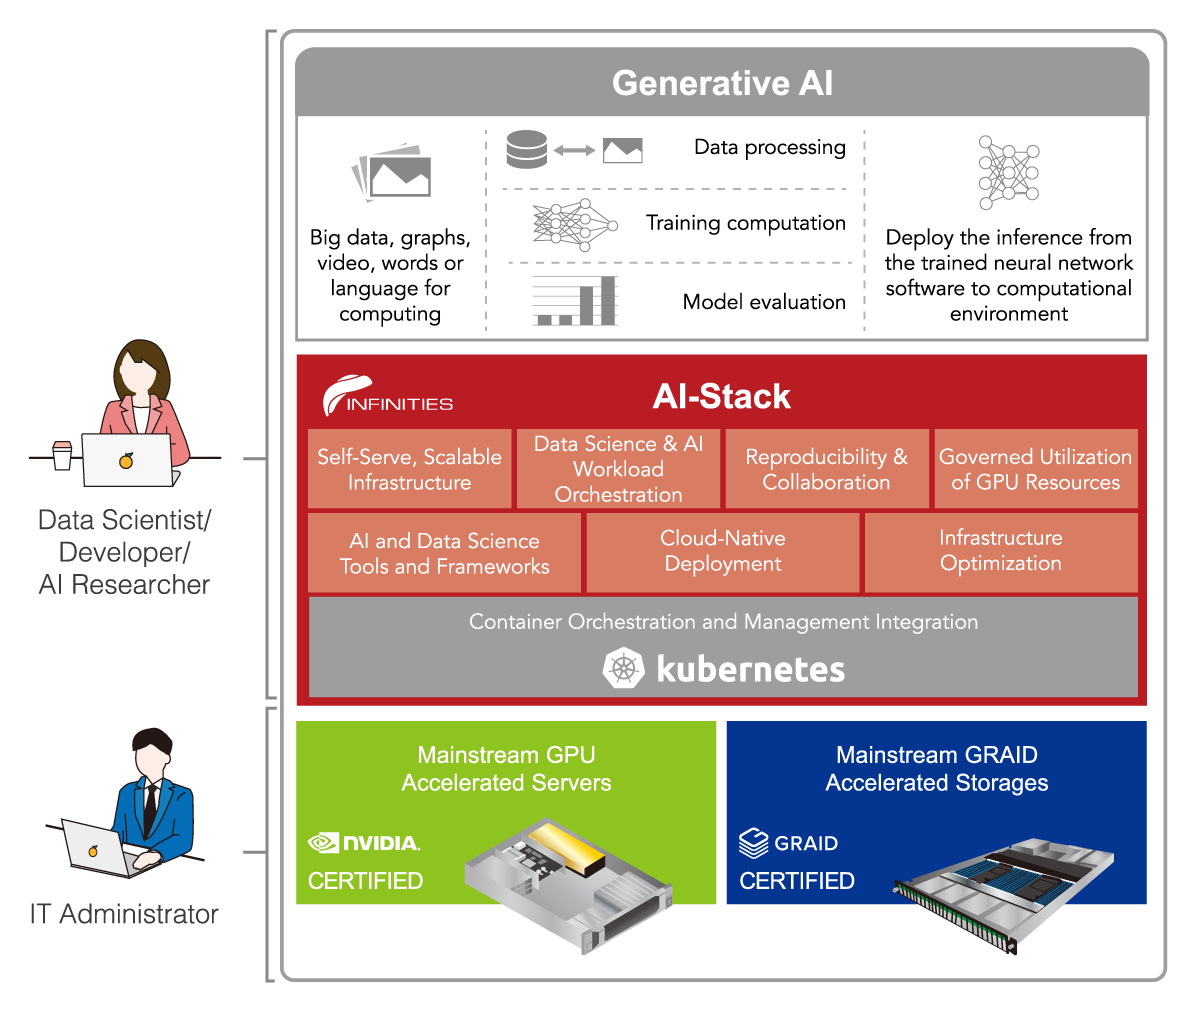 Generative AI
Big data, graphs,
video, words or
language for
computing
Data processing
Training computation
Model evaluation
Deploy the inference from
the trained neural network
software to computational
environment
INFINITIES
AI-Stack
Self-Serve, Scalable
Infrastructure
Data Science & AI
Workload
Orchestration
Reproducibility &
Collaboration
Governed Utilization
of GPU Resources
AI and Data Science
Tools and Frameworks
Cloud-Native
Deployment
Infrastructure
Optimization
Container Orchestration and Management Integration
kubernetes
Data Scientist/
Developer/
AI Researcher
Mainstream GPU
Accelerated Servers
NVIDIA.
CERTIFIED
Mainstream GRAID
Accelerated Storages
GRAID
CERTIFIED
IT Administrator